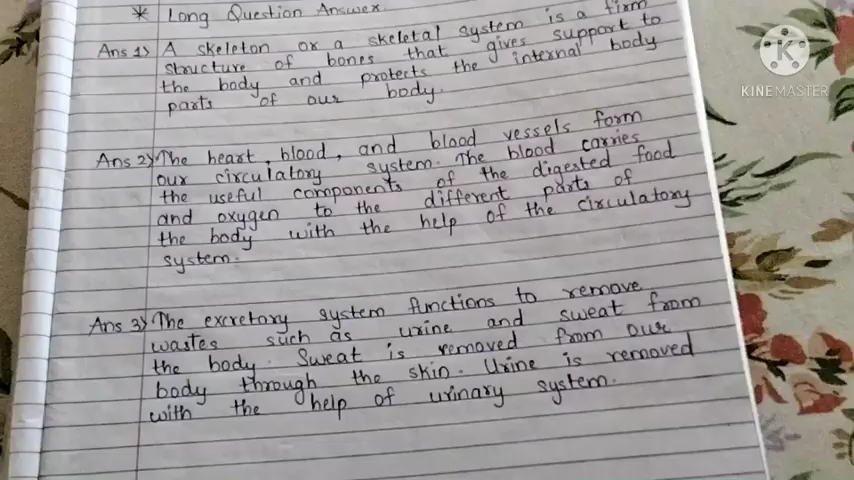 * Long Question Answer
Ans 1) A skeleton or a skeletal system is a firm
structure of bones that gives support to
the body and protects the internal body
parts of our body.
Ans 2) The heart, blood, and blood vessels form
our circulatory system. The blood carries
the useful components of the digested food
and oxygen to the different parts of
the body with the help of the circulatory
system.
Ans 3) The excretory system functions to remove
wastes such as urine and sweat from
the body. Sweat is removed from our
body through the skin. Urine is removed
with the help of urinary system.
K
KINEMASTER